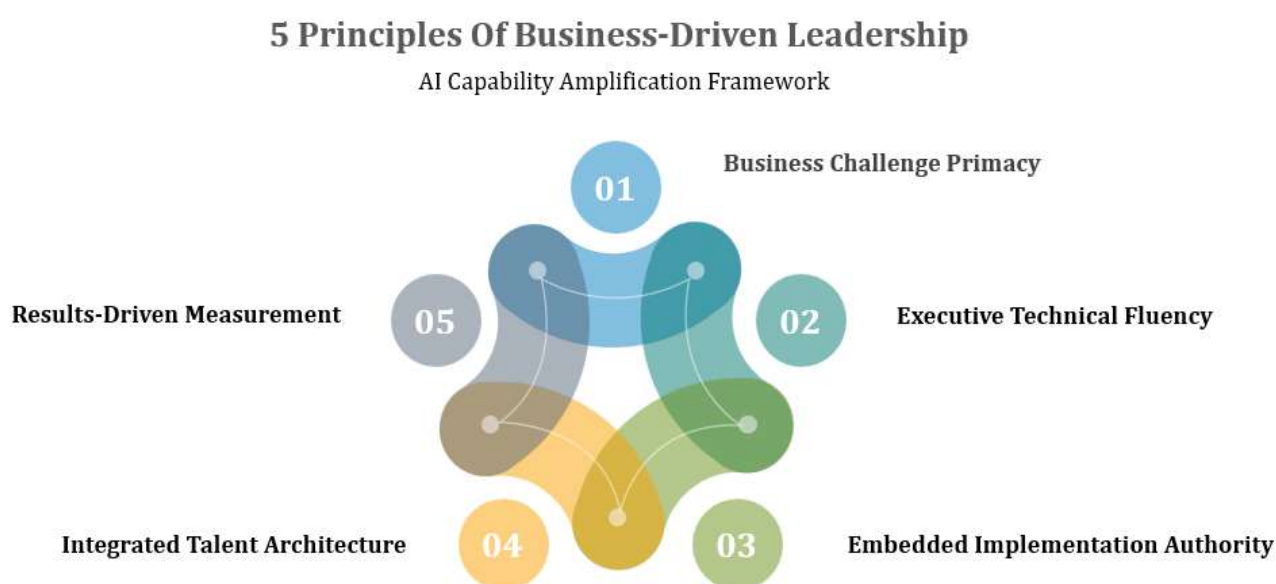 5 Principles Of Business-Driven Leadership
AI Capability Amplification Framework
01
Business Challenge Primacy
02
Executive Technical Fluency
03
Embedded Implementation Authority
04
Integrated Talent Architecture
05
Results-Driven Measurement